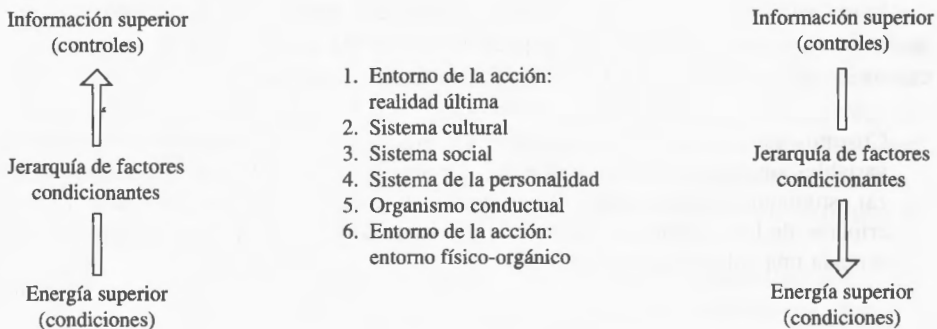 Información superior
(controles)
Jerarquía de factores
condicionantes
Energía superior
(condiciones)
1. Entorno de la acción:
realidad última
2. Sistema cultural
3. Sistema social
4. Sistema de la personalidad
5. Organismo conductual
6. Entorno de la acción:
entorno físico-orgánico
Información superior
(controles)
Jerarquía de factores
condicionantes
Energía superior
(condiciones)